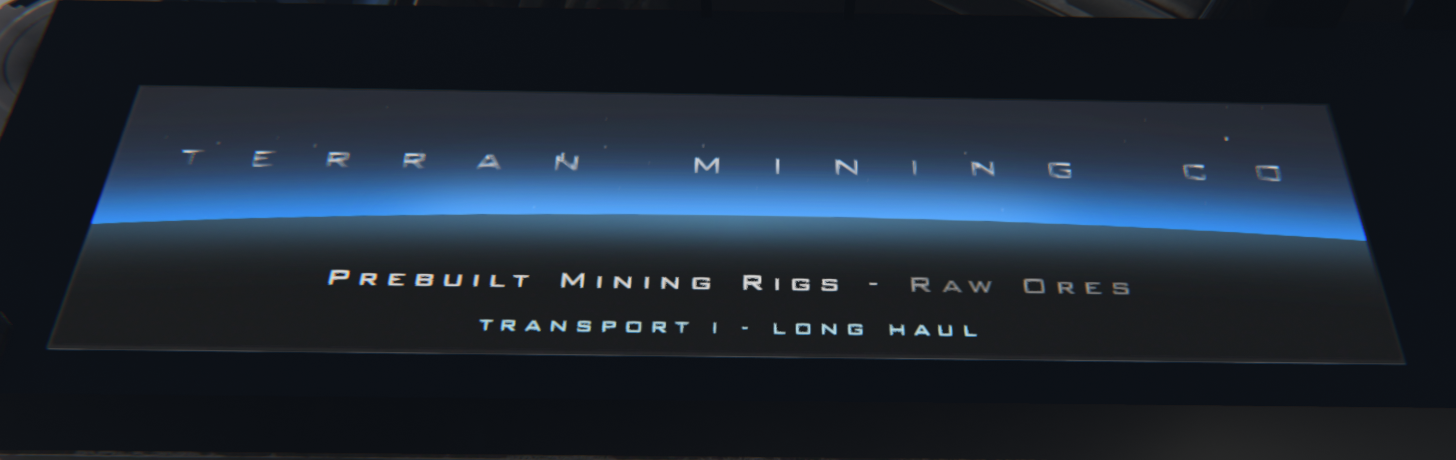 TERRAN MINING CO
PREBUILT MINING RIGS - RAW ORES
TRANSPORT I - LONG HAUL